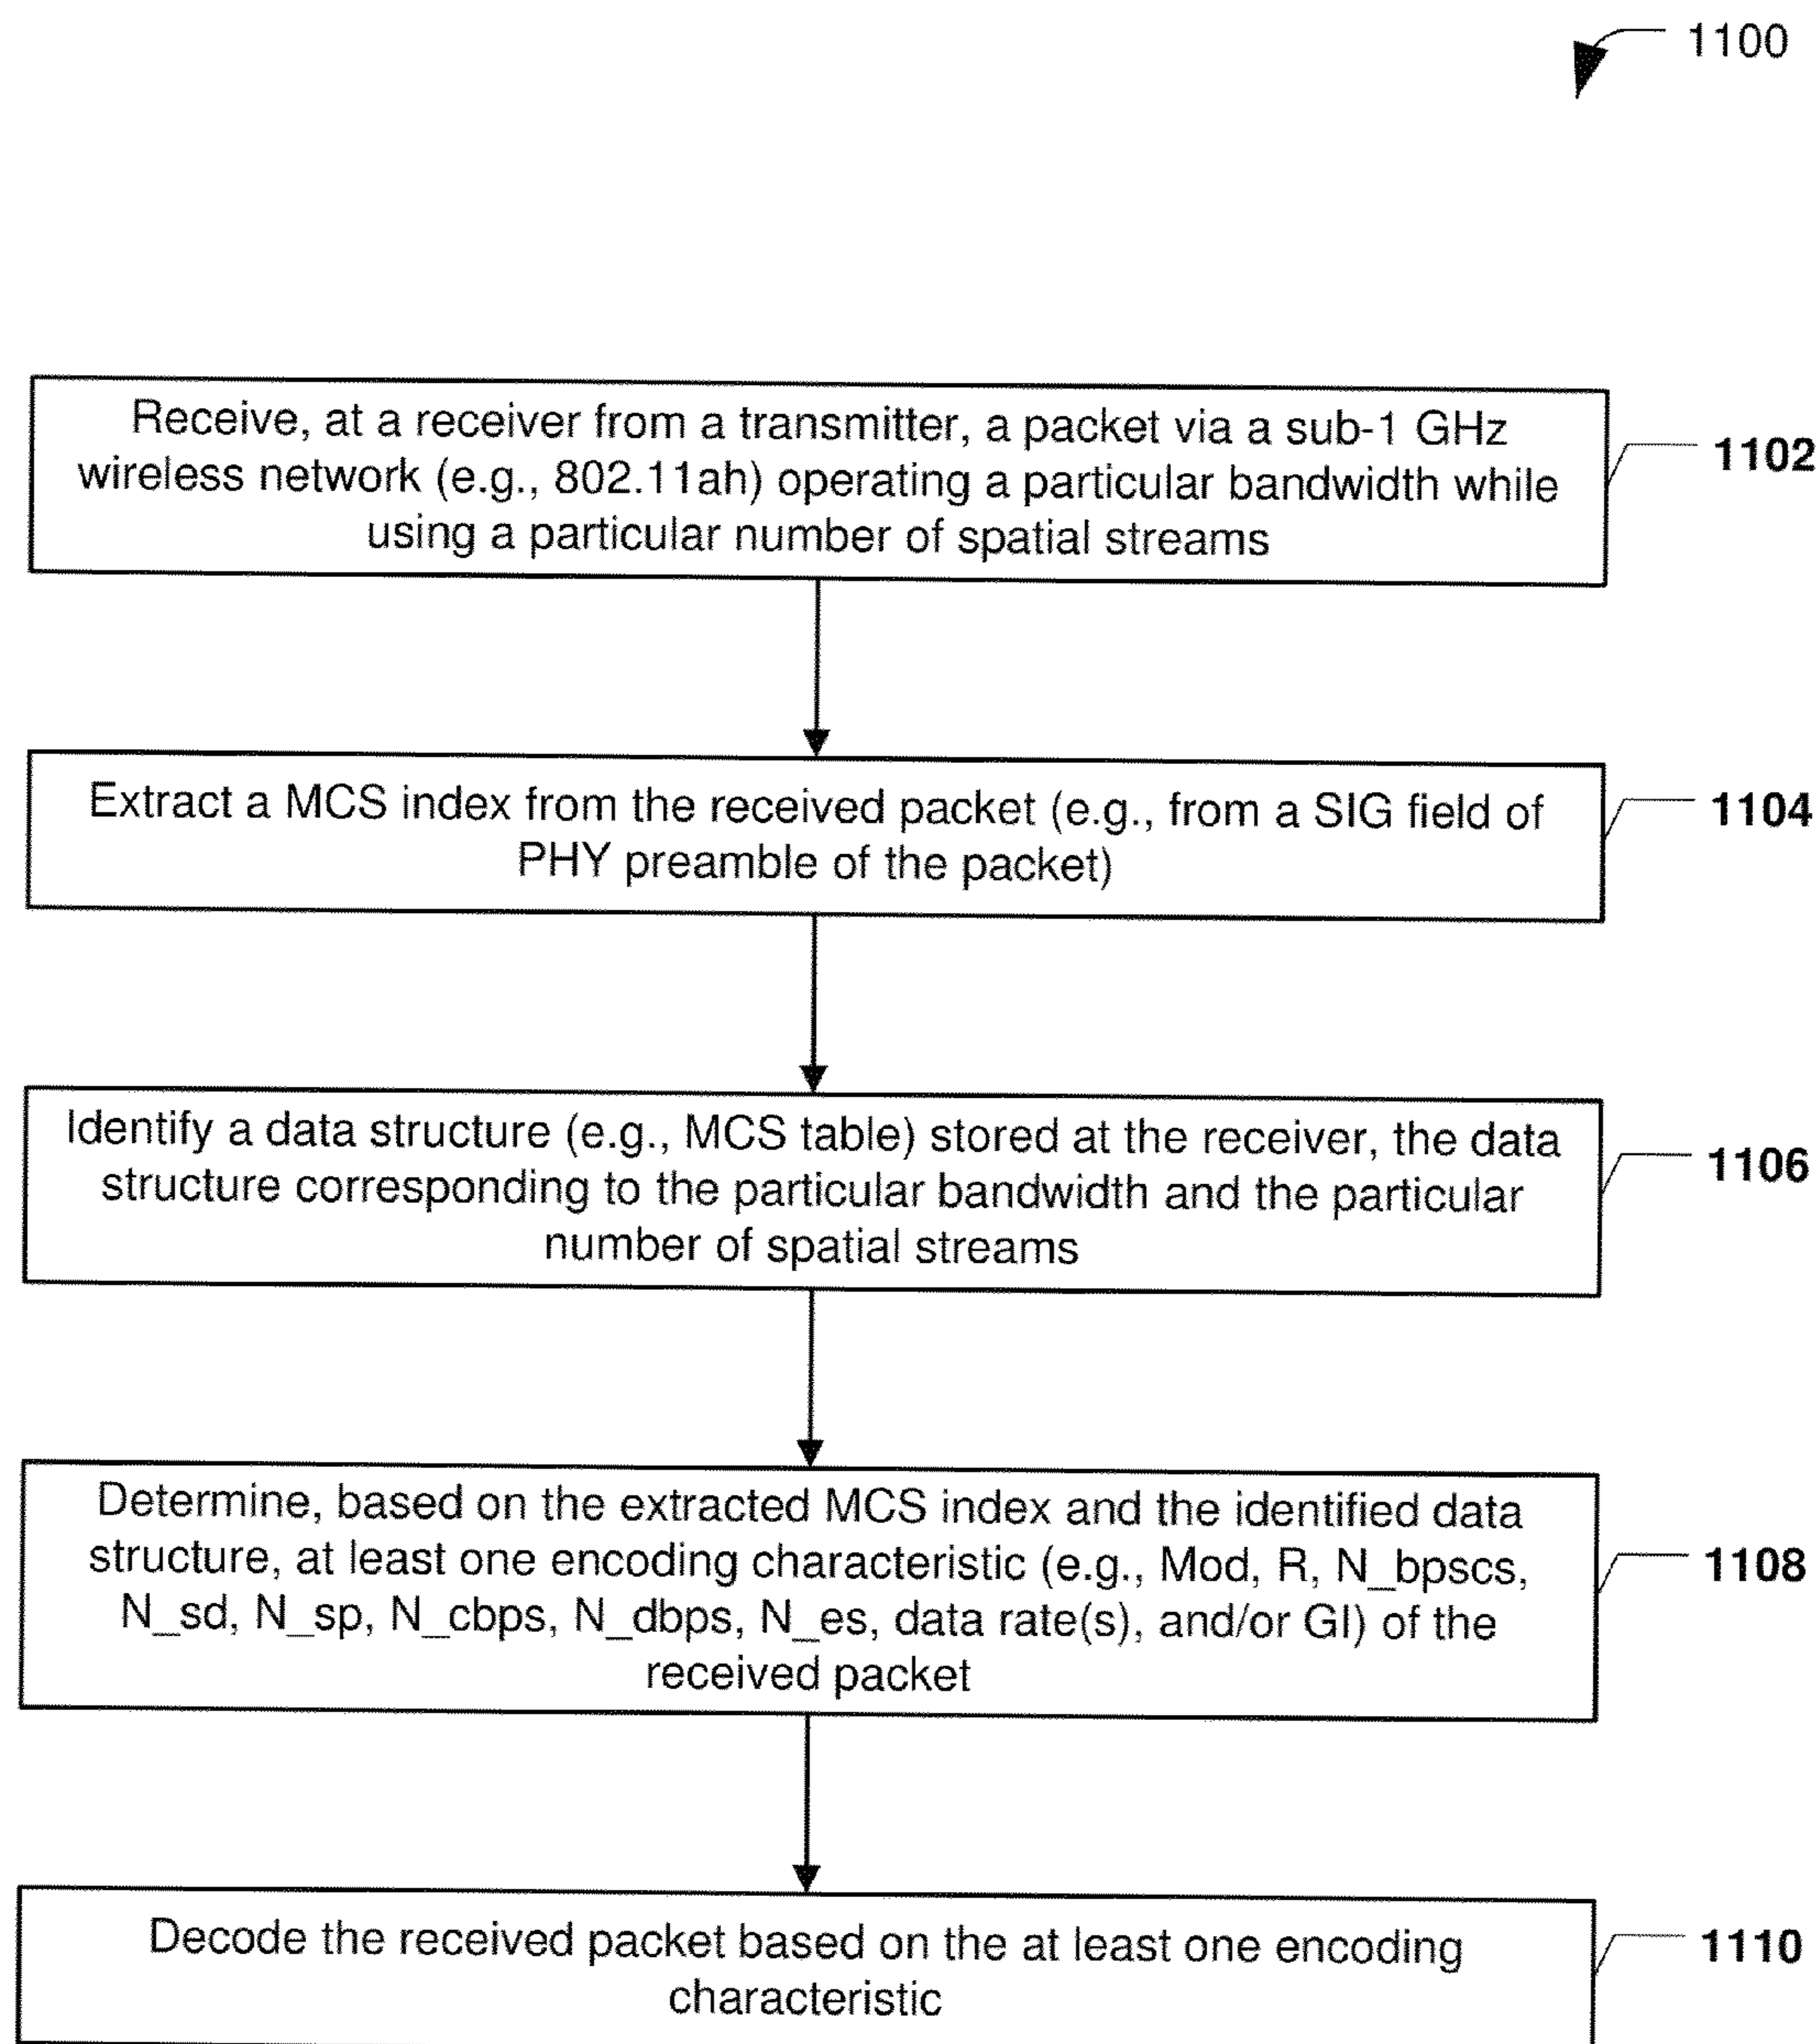 1100
Receive, at a receiver from a transmitter, a packet via a sub-1 GHz
wireless network (e.g., 802.11ah) operating a particular bandwidth while
using a particular number of spatial streams
1102
Extract a MCS index from the received packet (e.g., from a SIG field of
PHY preamble of the packet)
1104
Identify a data structure (e.g., MCS table) stored at the receiver, the data
structure corresponding to the particular bandwidth and the particular
number of spatial streams
1106
Determine, based on the extracted MCS index and the identified data
structure, at least one encoding characteristic (e.g., Mod, R, N_bpscs,
N_sd, N_sp, N_cbps, N_dbps, N_es, data rate(s), and/or GI) of the
received packet
1108
Decode the received packet based on the at least one encoding
characteristic
1110